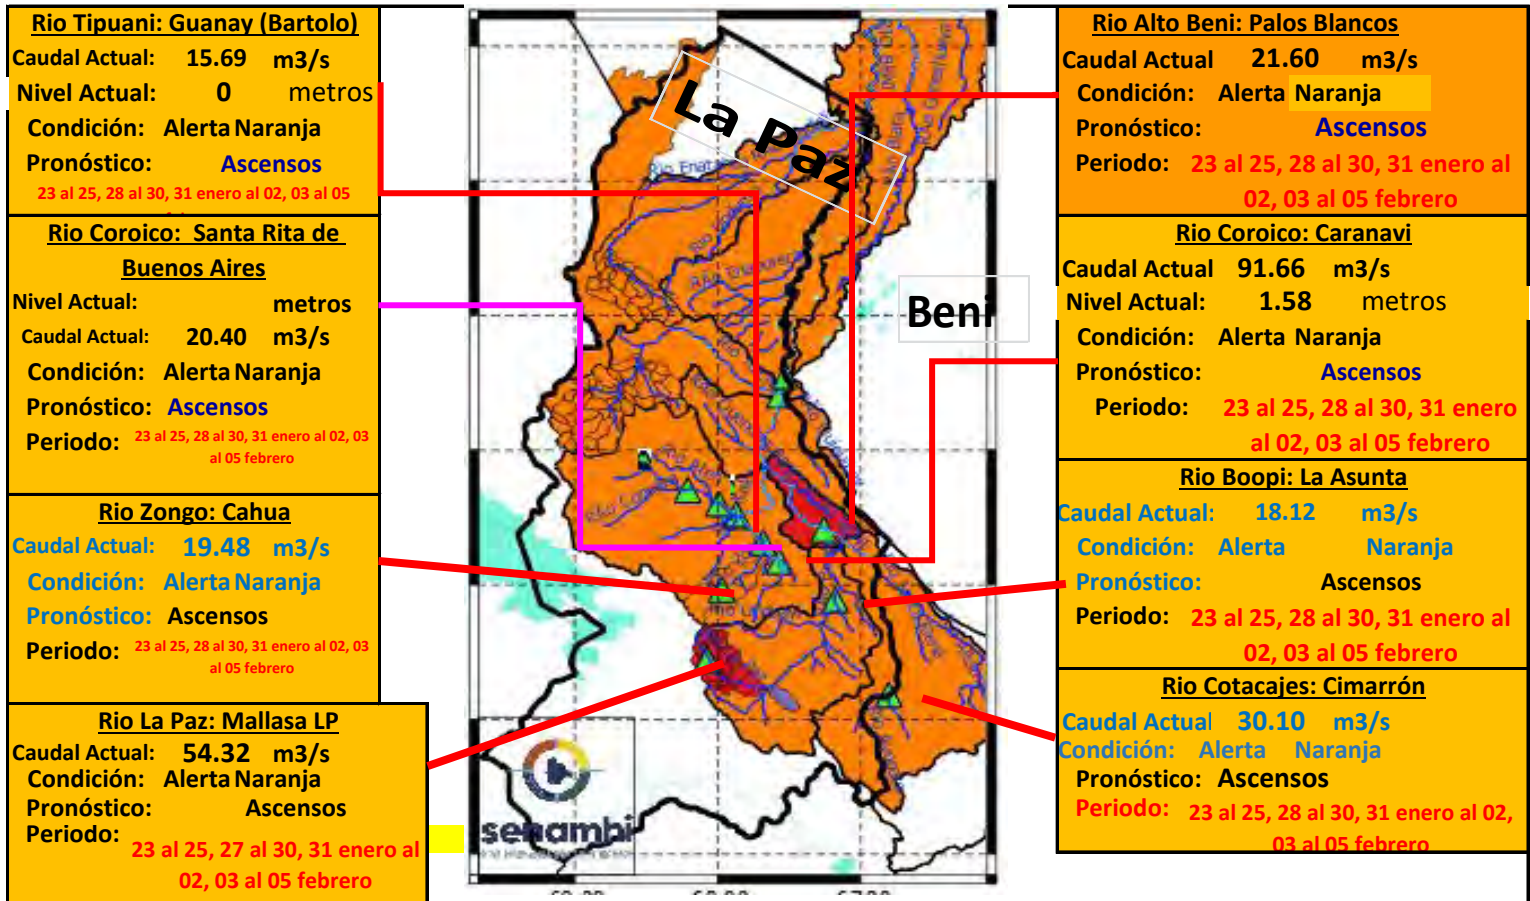 Rio Tipuani: Guanay (Bartolo)
Caudal Actual: 15.69 m3/s
Nivel Actual: 0 metros
Condición: Alerta Naranja
Pronóstico: Ascensos
23 al 25, 28 al 30, 31 enero al 02, 03 al 05
Rio Coroico: Santa Rita de
Buenos Aires
Nivel Actual: metros
Caudal Actual: 20.40 m3/s
Condición: Alerta Naranja
Pronóstico: Ascensos
Periodo: 23 al 25, 28 al 30, 31 enero al 02, 03
al 05 febrero
Rio Zongo: Cahua
Caudal Actual: 19.48 m3/s
Condición: Alerta Naranja
Pronóstico: Ascensos
Periodo: 23 al 25, 28 al 30, 31 enero al 02, 03
al 05 febrero
Rio La Paz: Mallasa LP
Caudal Actual: 54.32 m3/s
Condición: Alerta Naranja
Pronóstico: Ascensos
Periodo:
23 al 25, 27 al 30, 31 enero al
02, 03 al 05 febrero
La Paz
Beni
senamhi
Rio Alto Beni: Palos Blancos
Caudal Actual 21.60 m3/s
Condición: Alerta Naranja
Pronóstico: Ascensos
Periodo: 23 al 25, 28 al 30, 31 enero al
02, 03 al 05 febrero
Rio Coroico: Caranavi
Caudal Actual 91.66 m3/s
Nivel Actual: 1.58 metros
Condición: Alerta Naranja
Pronóstico: Ascensos
Periodo: 23 al 25, 28 al 30, 31 enero
al 02, 03 al 05 febrero
Rio Boopi: La Asunta
Caudal Actual: 18.12 m3/s
Condición: Alerta Naranja
Pronóstico: Ascensos
Periodo: 23 al 25, 28 al 30, 31 enero al
02, 03 al 05 febrero
Rio Cotacajes: Cimarrón
Caudal Actual 30.10 m3/s
Condición: Alerta Naranja
Pronóstico: Ascensos
Periodo: 23 al 25, 28 al 30, 31 enero al 02,
03 al 05 febrero